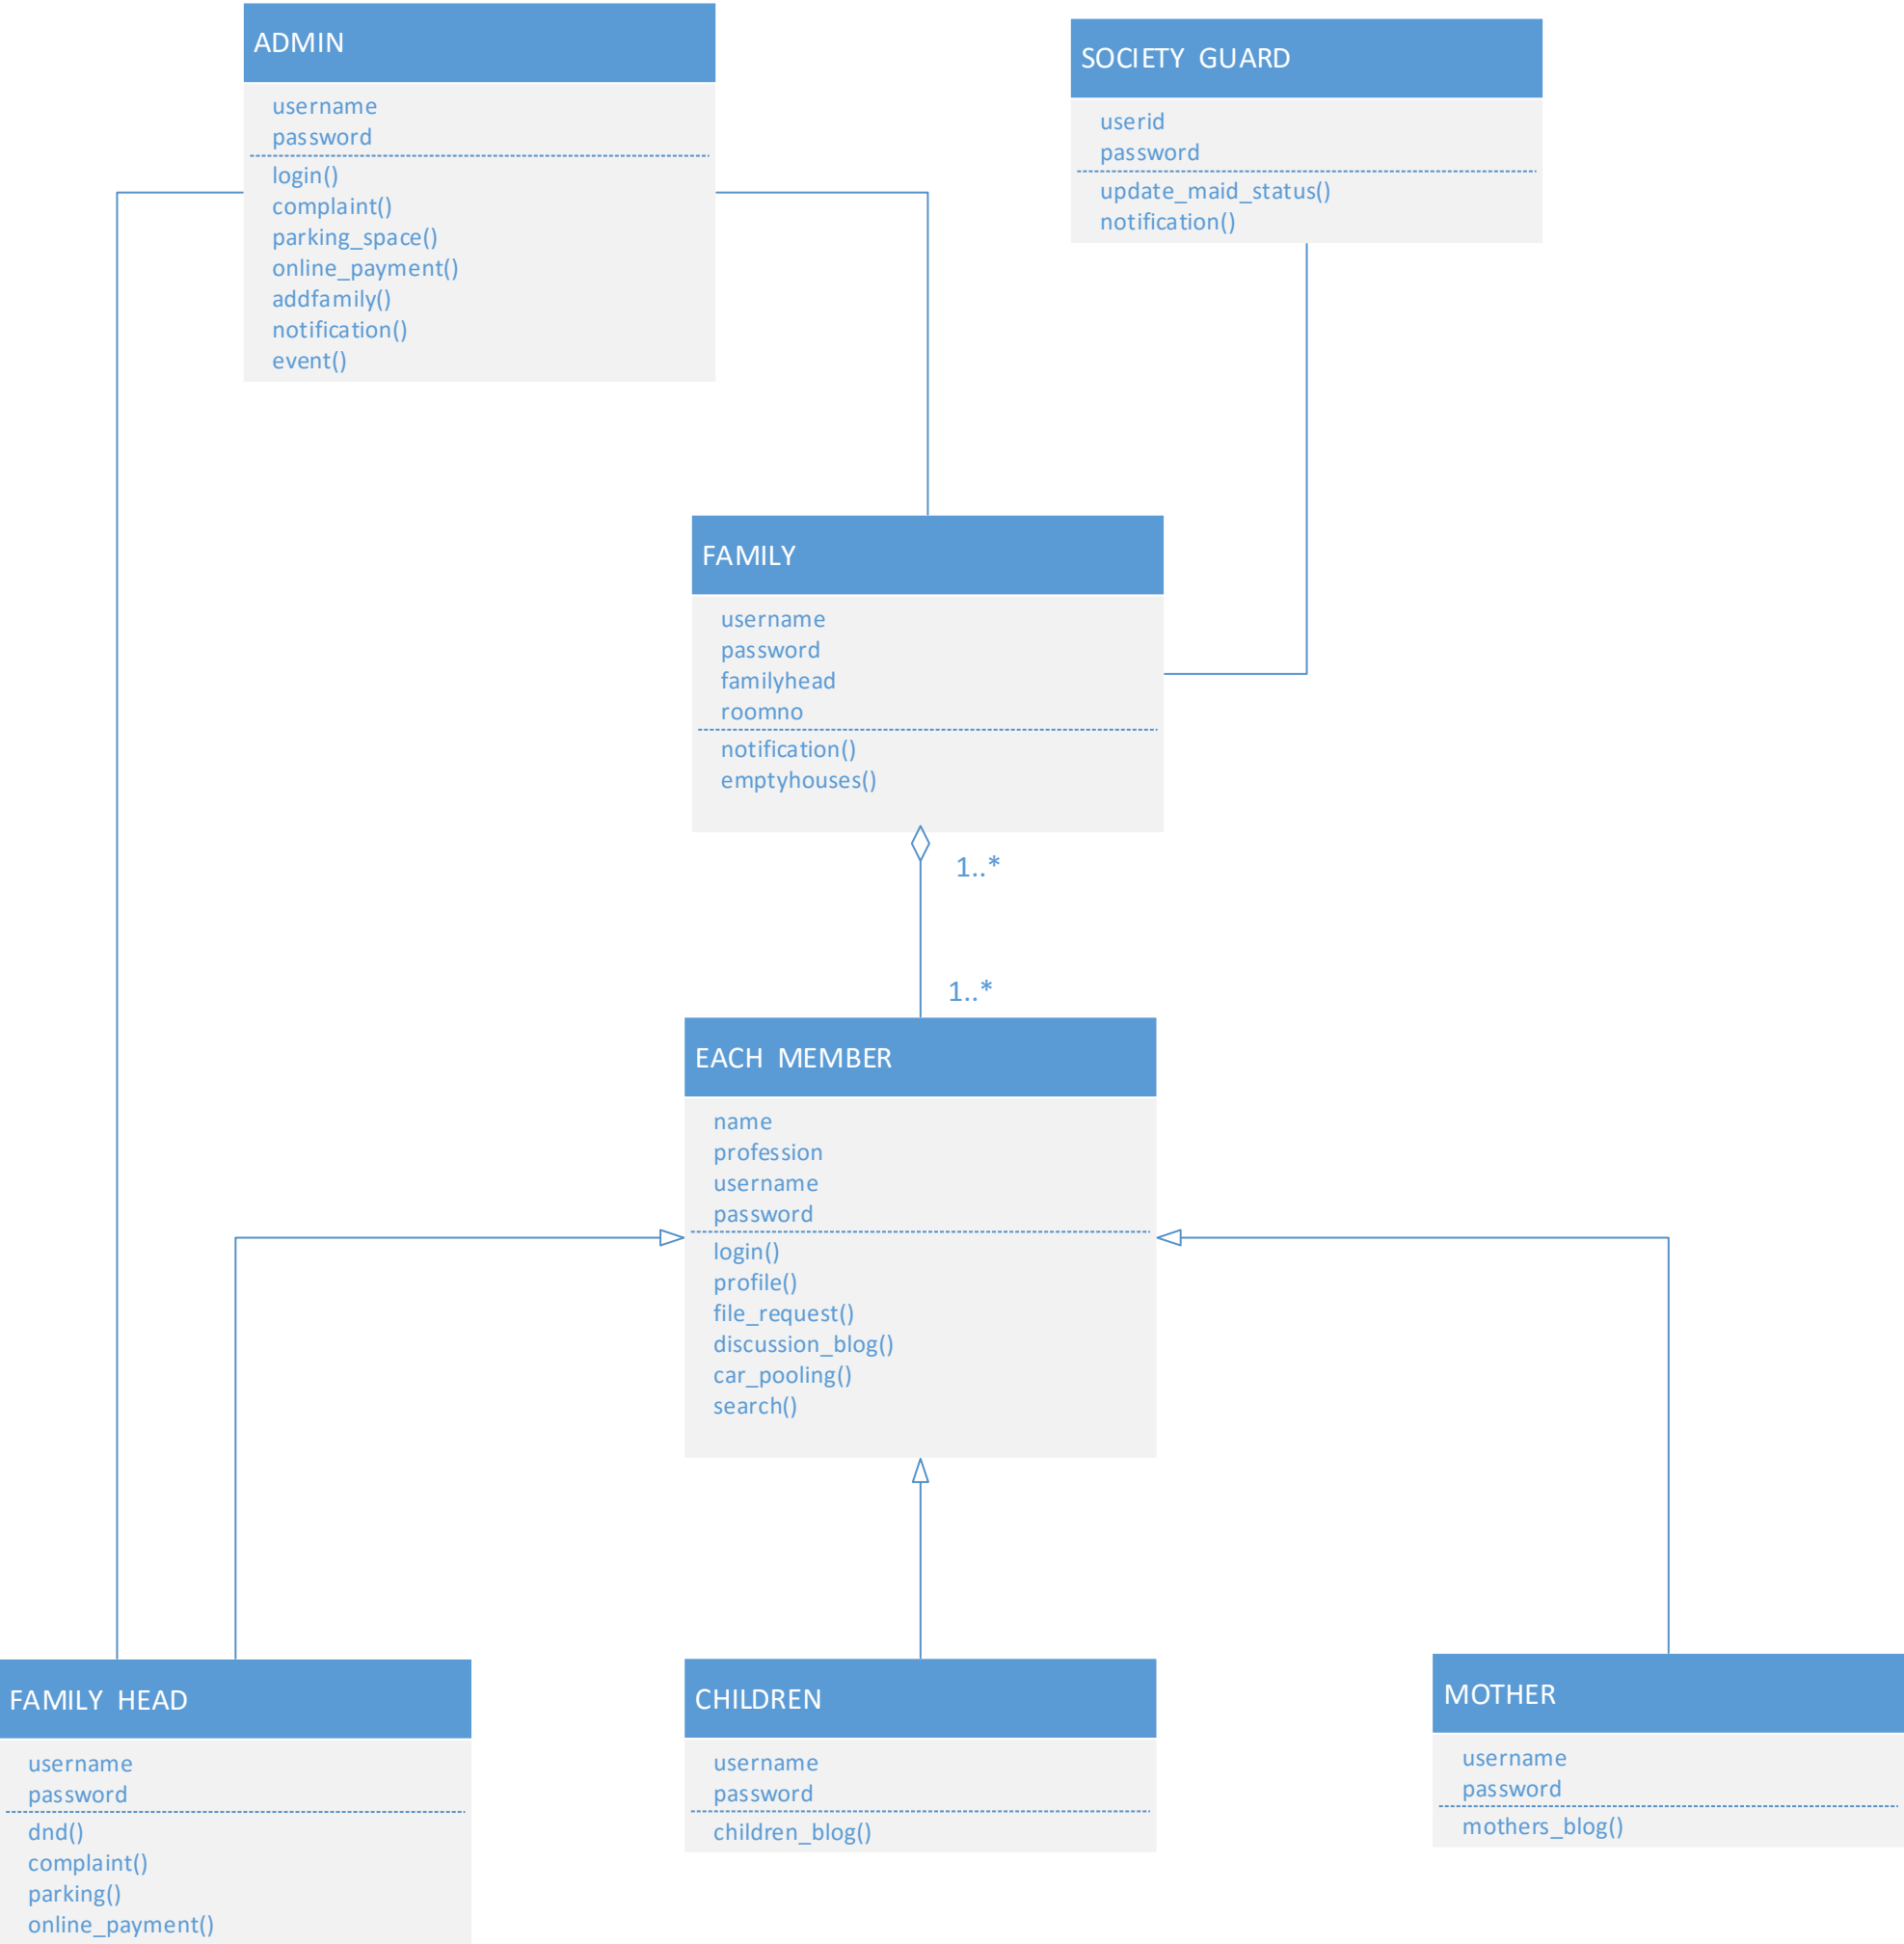 ADMIN
username
password
login()
complaint()
parking_space()
online_payment()
addfamily()
notification()
event()
SOCIETY GUARD
userid
password
update_maid_status()
notification()
FAMILY
username
password
familyhead
roomno
notification()
emptyhouses()
1..*
1..*
EACH MEMBER
name
profession
username
password
login()
profile()
file_request()
discussion_blog()
car_pooling()
search()
FAMILY HEAD
username
password
dnd()
complaint()
parking()
online_payment()
CHILDREN
username
password
children_blog()
MOTHER
username
password
mothers_blog()